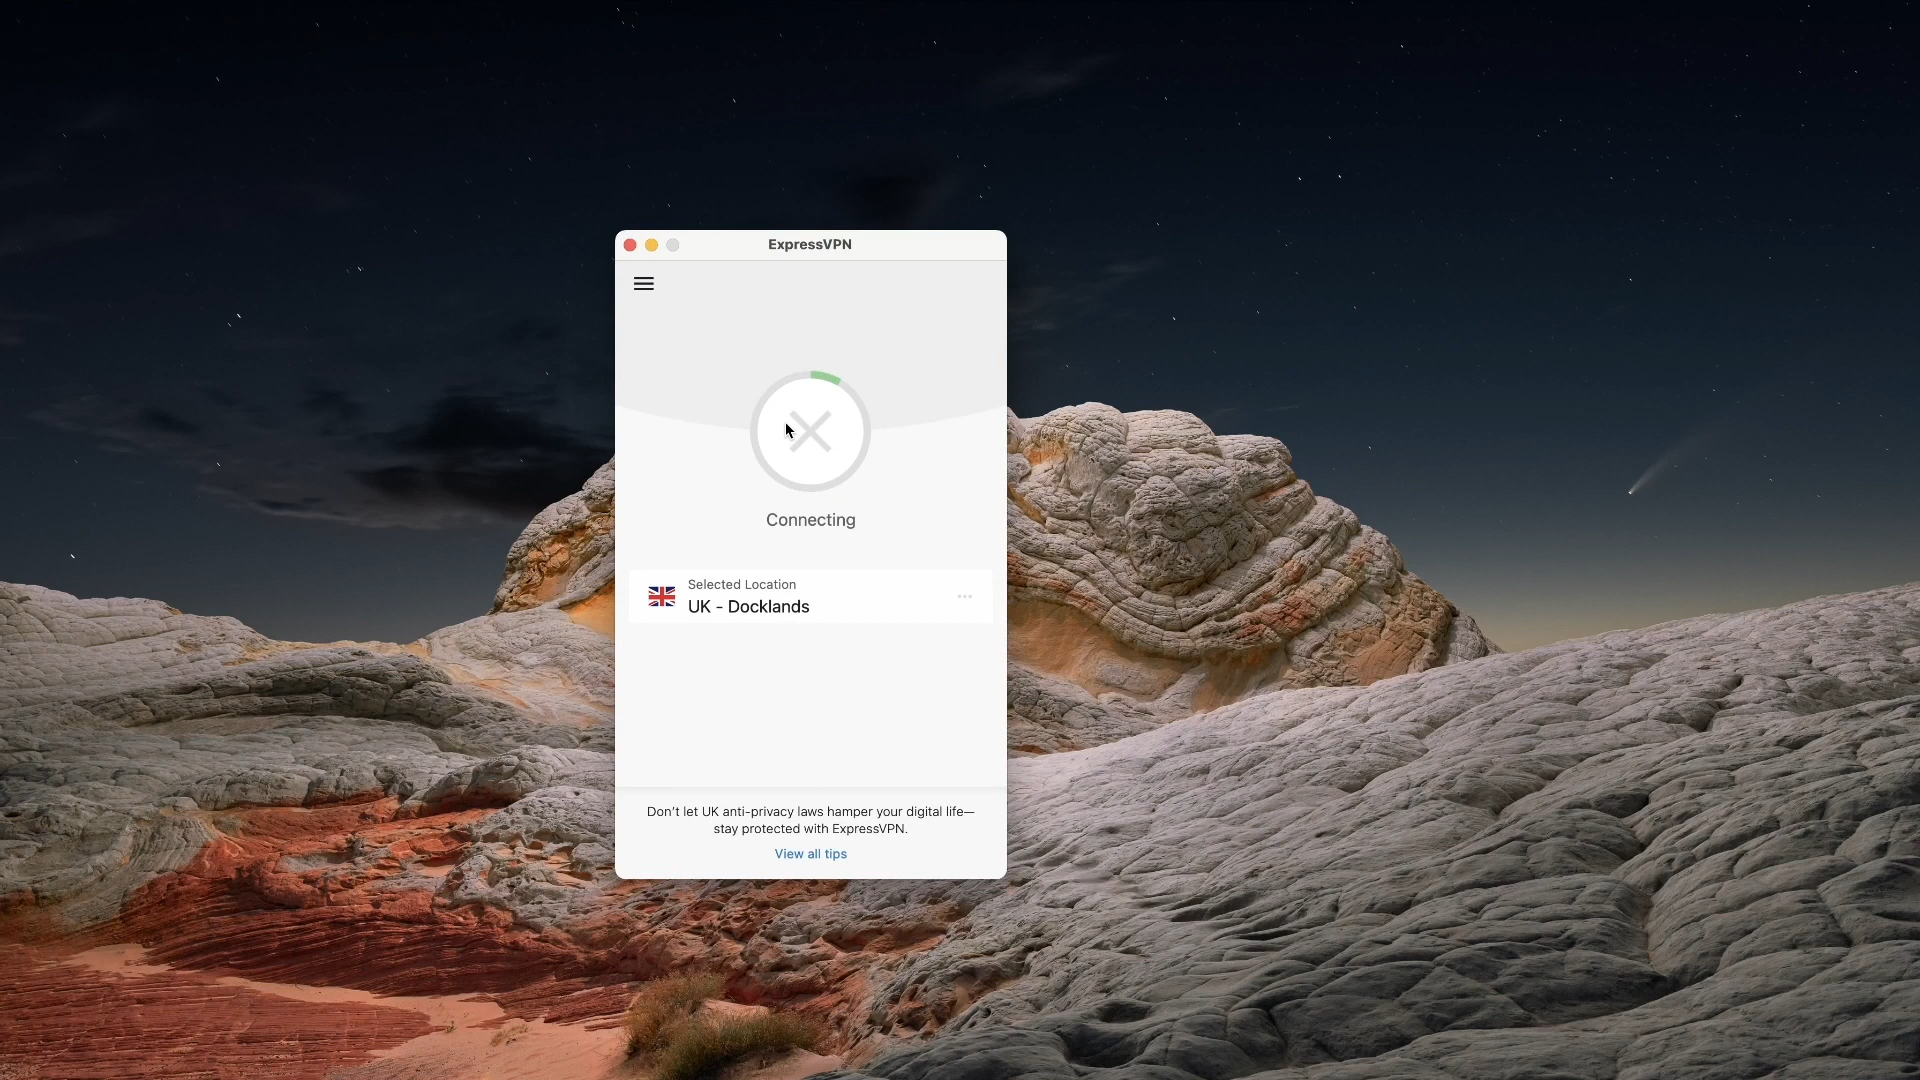 ExpressVPN
Connecting
Selected Location
UK - Docklands
Don't let UK anti-privacy laws hamper your digital life—
stay protected with ExpressVPN.
View all tips